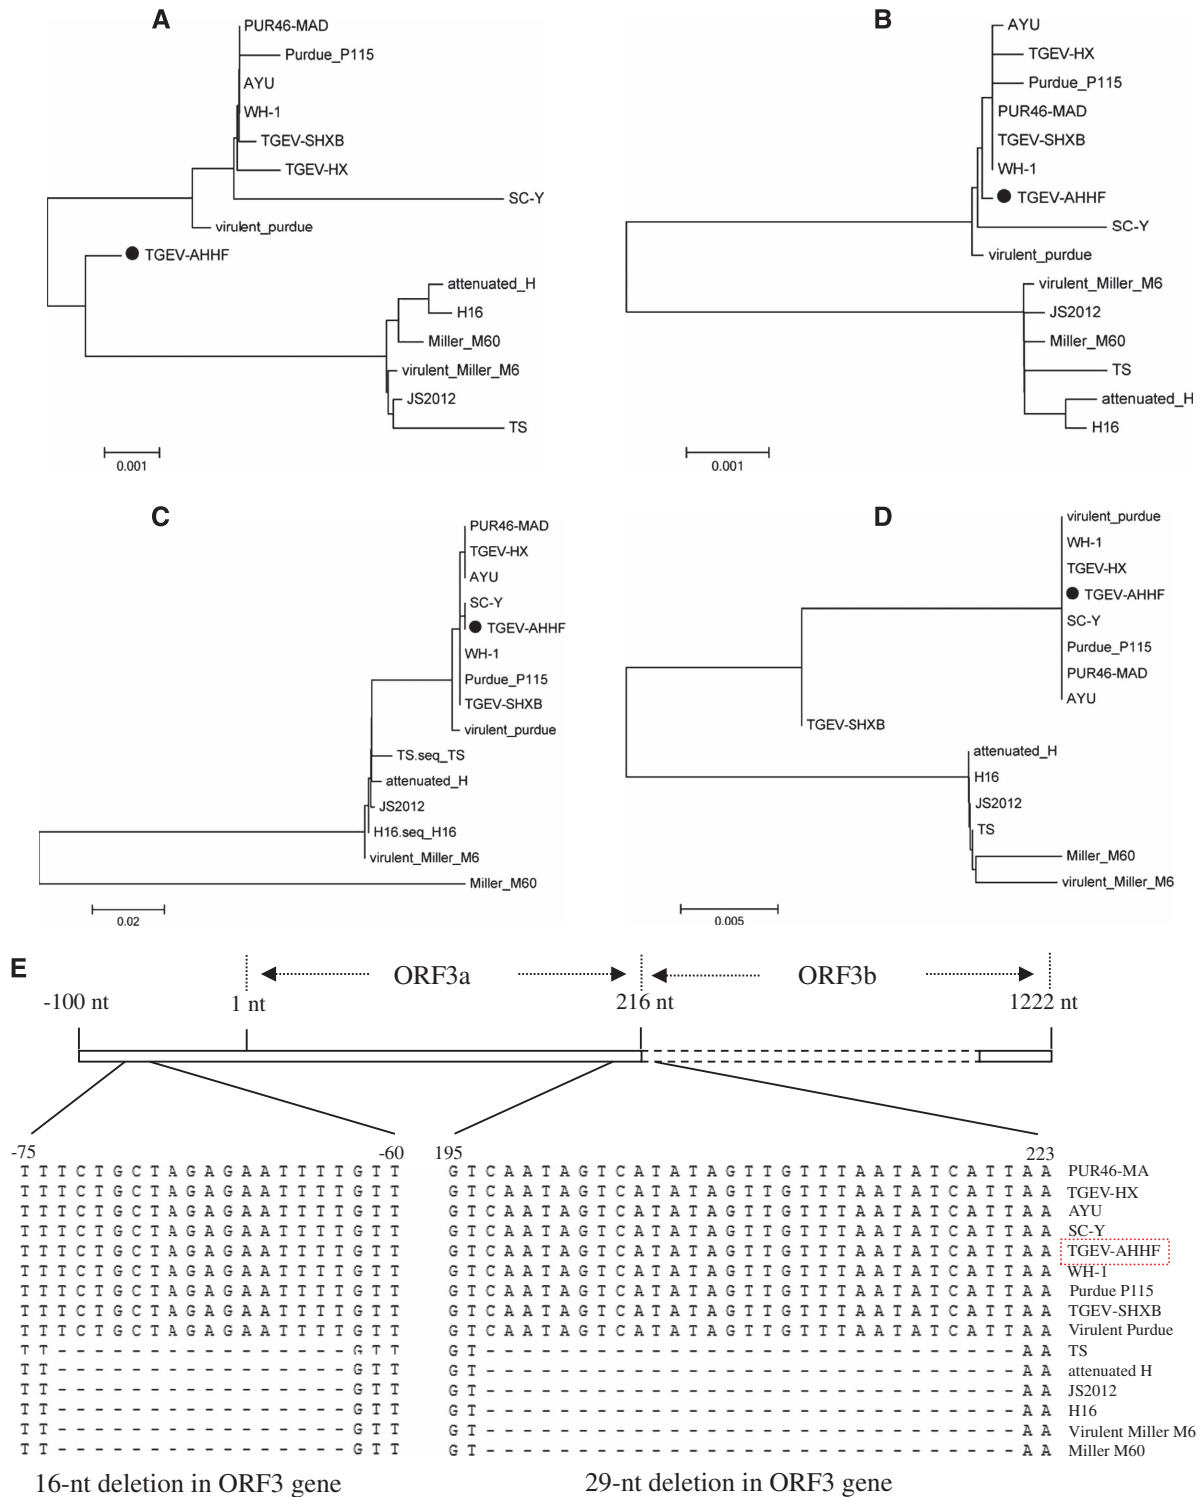 A
PUR46-MAD
Purdue_P115
AYU
WH-1
TGEV-SHXB
TGEV-HX
SC-Y
virulent_purdue
TGEV-AHHF
attenuated_H
H16
Miller_M60
virulent_Miller_M6
JS2012
TS
0.001
B
AYU
TGEV-HX
Purdue_P115
PUR46-MAD
TGEV-SHXB
WH-1
TGEV-AHHF
SC-Y
virulent_purdue
virulent_Miller_M6
JS2012
Miller_M60
TS
attenuated_H
H16
0.001
C
PUR46-MAD
TGEV-HX
AYU
SC-Y
TGEV-AHHF
WH-1
Purdue_P115
TGEV-SHXB
virulent_purdue
TS.seq_TS
attenuated_H
JS2012
H16.seq_H16
virulent_Miller_M6
Miller_M60
0.02
D
virulent_purdue
WH-1
TGEV-HX
TGEV-AHHF
SC-Y
Purdue_P115
PUR46-MAD
AYU
TGEV-SHXB
attenuated_H
H16
JS2012
TS
Miller_M60
virulent_Miller_M6
0.005
E
ORF3a ORF3b
-100 nt 1 nt 216 nt 1222 nt
-75 -60 195 223
T T T C T G C T A G A G A A T T T T G T T G T C A A T A G T C A T A T A G T T G T T T A A T A T C A T T A A PUR46-MA
T T T C T G C T A G A G A A T T T T G T T G T C A A T A G T C A T A T A G T T G T T T A A T A T C A T T A A TGEV-HX
T T T C T G C T A G A G A A T T T T G T T G T C A A T A G T C A T A T A G T T G T T T A A T A T C A T T A A AYU
T T T C T G C T A G A G A A T T T T G T T G T C A A T A G T C A T A T A G T T G T T T A A T A T C A T T A A SC-Y
T T T C T G C T A G A G A A T T T T G T T G T C A A T A G T C A T A T A G T T G T T T A A T A T C A T T A A TGEV-AHHF
T T T C T G C T A G A G A A T T T T G T T G T C A A T A G T C A T A T A G T T G T T T A A T A T C A T T A A WH-1
T T T C T G C T A G A G A A T T T T G T T G T C A A T A G T C A T A T A G T T G T T T A A T A T C A T T A A Purdue P115
T T T C T G C T A G A G A A T T T T G T T G T C A A T A G T C A T A T A G T T G T T T A A T A T C A T T A A TGEV-SHXB
T T T C T G C T A G A G A A T T T T G T T G T C A A T A G T C A T A T A G T T G T T T A A T A T C A T T A A Virulent Purdue
T T - - - - - - - - - - - - - - - - G T T G T - - - - - - - - - - - - - - - - - - - - - - - - - - - - - A A TS
T T - - - - - - - - - - - - - - - - G T T G T - - - - - - - - - - - - - - - - - - - - - - - - - - - - - A A attenuated H
T T - - - - - - - - - - - - - - - - G T T G T - - - - - - - - - - - - - - - - - - - - - - - - - - - - - A A JS2012
T T - - - - - - - - - - - - - - - - G T T G T - - - - - - - - - - - - - - - - - - - - - - - - - - - - - A A H16
T T - - - - - - - - - - - - - - - - G T T G T - - - - - - - - - - - - - - - - - - - - - - - - - - - - - A A Virulent Miller M6
T T - - - - - - - - - - - - - - - - G T T G T - - - - - - - - - - - - - - - - - - - - - - - - - - - - - A A Miller M60
16-nt deletion in ORF3 gene 29-nt deletion in ORF3 gene